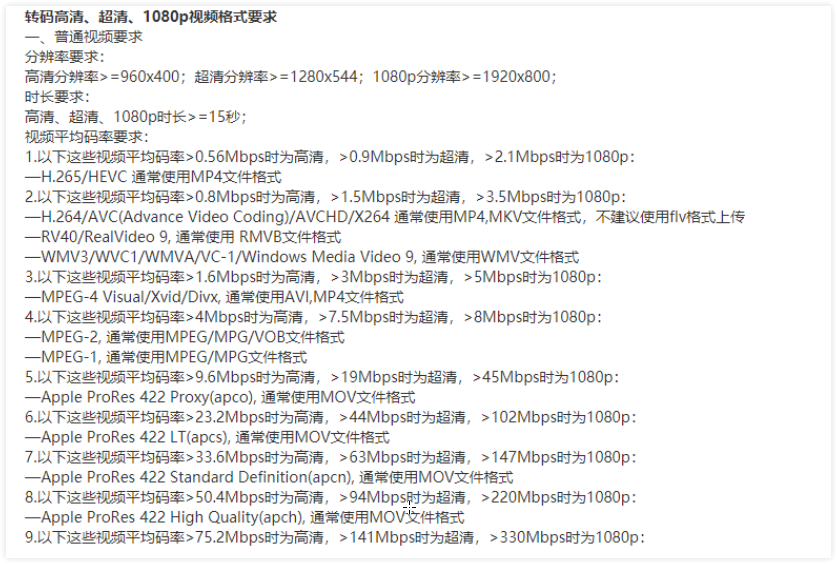 转码高清、超清、1080p视频格式要求
一、普通视频要求
分辨率要求：
高清分辨率>=960x400；超清分辨率>=1280x544；1080p分辨率>=1920x800；
时长要求：
高清、超清、1080p时长>=15秒；
视频平均码率要求：
1.以下这些视频平均码率>0.56Mbps时为高清，>0.9Mbps时为超清，>2.1Mbps时为1080p：
—H.265/HEVC 通常使用MP4文件格式
2.以下这些视频平均码率>0.8Mbps时为高清，>1.5Mbps时为超清，>3.5Mbps时为1080p：
—H.264/AVC(Advance Video Coding)/AVCHD/X264 通常使用MP4,MKV文件格式，不建议使用flv格式上传
—RV40/RealVideo 9, 通常使用 RMVB文件格式
—WMV3/WVC1/WMVA/VC-1/Windows Media Video 9, 通常使用WMV文件格式
3.以下这些视频平均码率>1.6Mbps时为高清，>3Mbps时为超清，>5Mbps时为1080p：
—MPEG-4 Visual/Xvid/Divx, 通常使用AVI,MP4文件格式
4.以下这些视频平均码率>4Mbps时为高清，>7.5Mbps时为超清，>8Mbps时为1080p：
—MPEG-2, 通常使用MPEG/MPG/VOB文件格式
—MPEG-1, 通常使用MPEG/MPG文件格式
5.以下这些视频平均码率>9.6Mbps时为高清，>19Mbps时为超清，>45Mbps时为1080p：
—Apple ProRes 422 Proxy(apco), 通常使用MOV文件格式
6.以下这些视频平均码率>23.2Mbps时为高清，>44Mbps时为超清，>102Mbps时为1080p：
—Apple ProRes 422 LT(apcs), 通常使用MOV文件格式
7.以下这些视频平均码率>33.6Mbps时为高清，>63Mbps时为超清，>147Mbps时为1080p：
—Apple ProRes 422 Standard Definition(apcn), 通常使用MOV文件格式
8.以下这些视频平均码率>50.4Mbps时为高清，>94Mbps时为超清，>220Mbps时为1080p：
—Apple ProRes 422 High Quality(apch), 通常使用MOV文件格式
9.以下这些视频平均码率>75.2Mbps时为高清，>141Mbps时为超清，>330Mbps时为1080p：